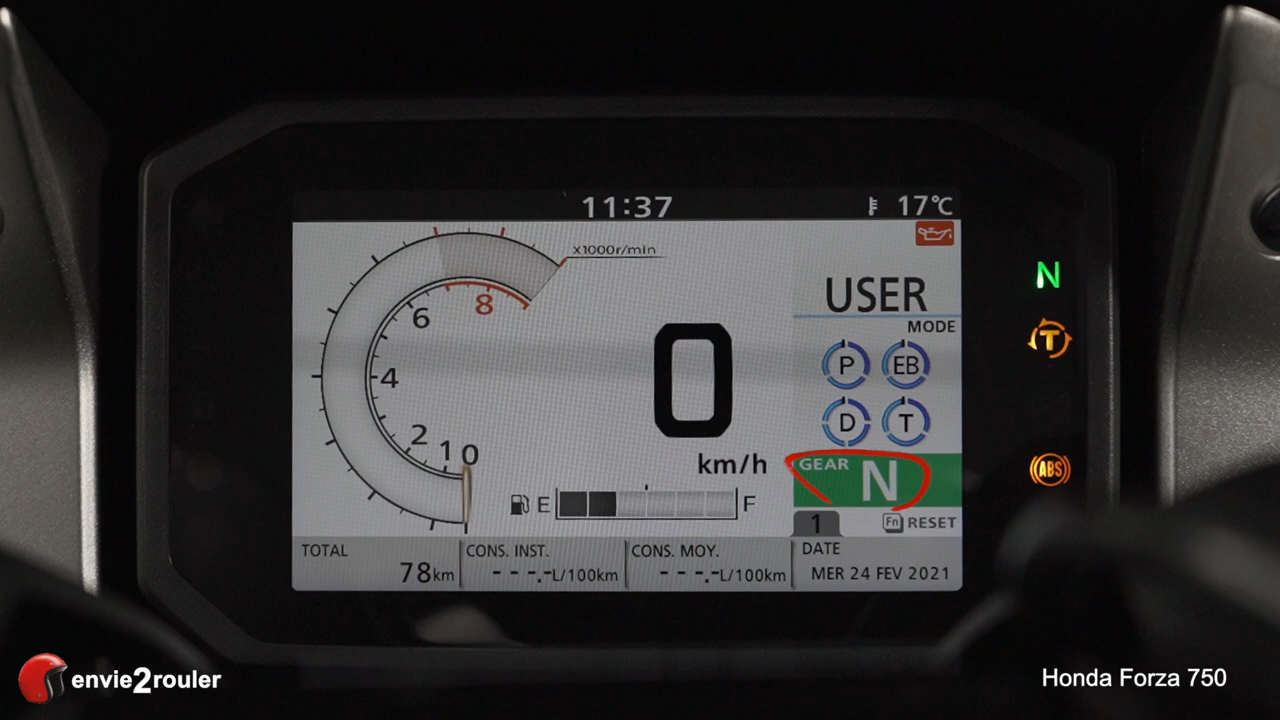 11:37
17°C
x1000r/min
8
6
4
2
1
0
0
km/h
E
F
USER
MODE
P
EB
D
T
GEAR N
1
Fn RESET
N
T
ABS
TOTAL
78km
CONS. INST.
- - -.-L/100km
CONS. MOY.
- - -.-L/100km
DATE
MER 24 FEV 2021
envie2rouler
Honda Forza 750